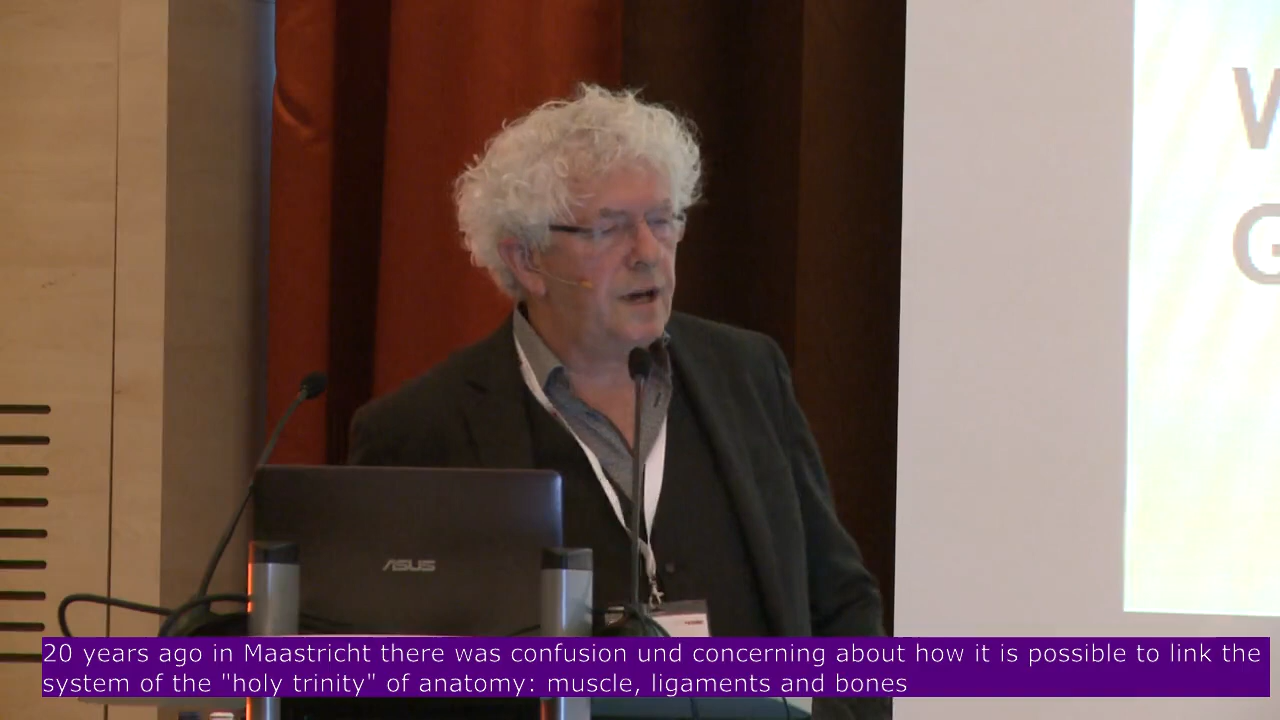 W
G
ASUS
20 years ago in Maastricht there was confusion und concerning about how it is possible to link the
system of the "holy trinity" of anatomy: muscle, ligaments and bones